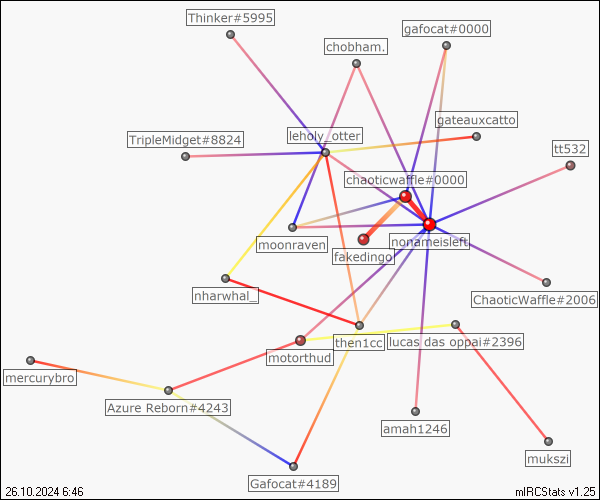 Thinker#5995
gafocat#0000
chobham.
gateauxcatto
leholy_otter
TripleMidget#8824
tt532
chaoticwaffle#0000
moonraven
nonameisleft
fakedingo
nharwhal_
ChaoticWaffle#2006
then1cc
lucas das oppai#2396
motorthud
mercurybro
Azure Reborn#4243
amah1246
mukszi
Gafocat#4189
26.10.2024 6:46
mIRCStats v1.25